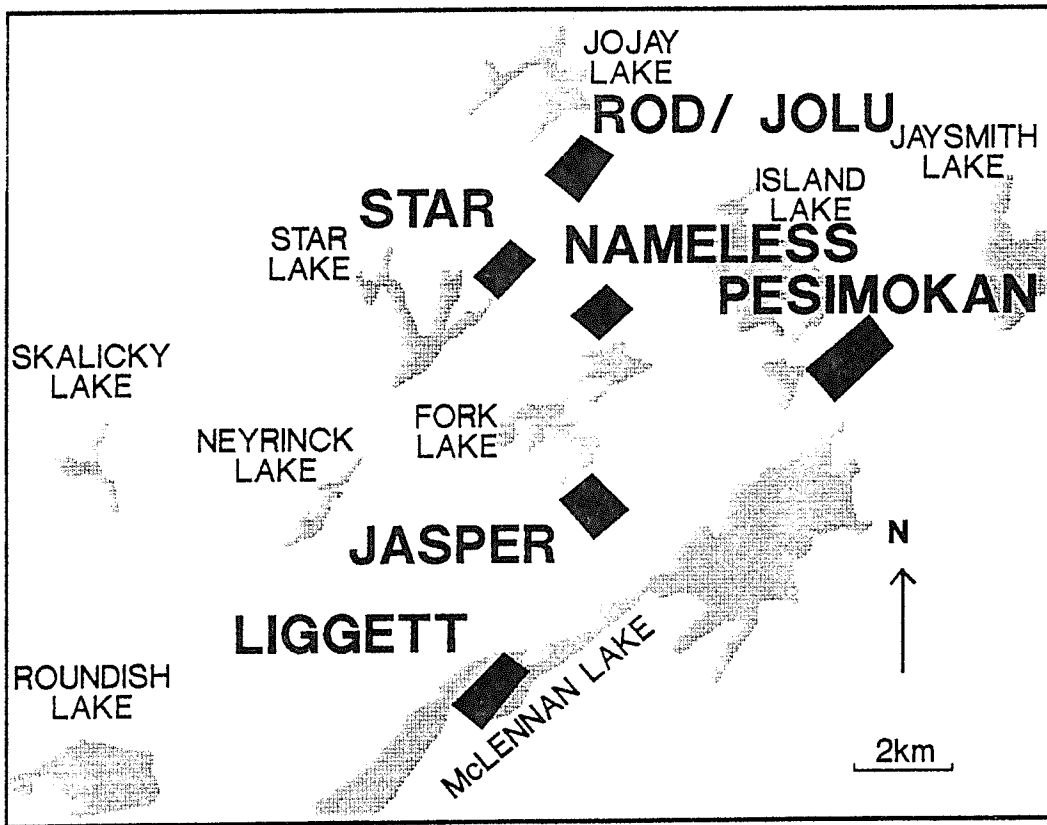 JOJAY
LAKE
ROD/ JOLU
JAYSMITH
LAKE
ISLAND
LAKE
STAR
STAR
LAKE
NAMELESS
PESIMOKAN
SKALICKY
LAKE
FORK
LAKE
NEYRINCK
LAKE
JASPER
N
LIGGETT
McLENNAN LAKE
ROUNDISH
LAKE
2km